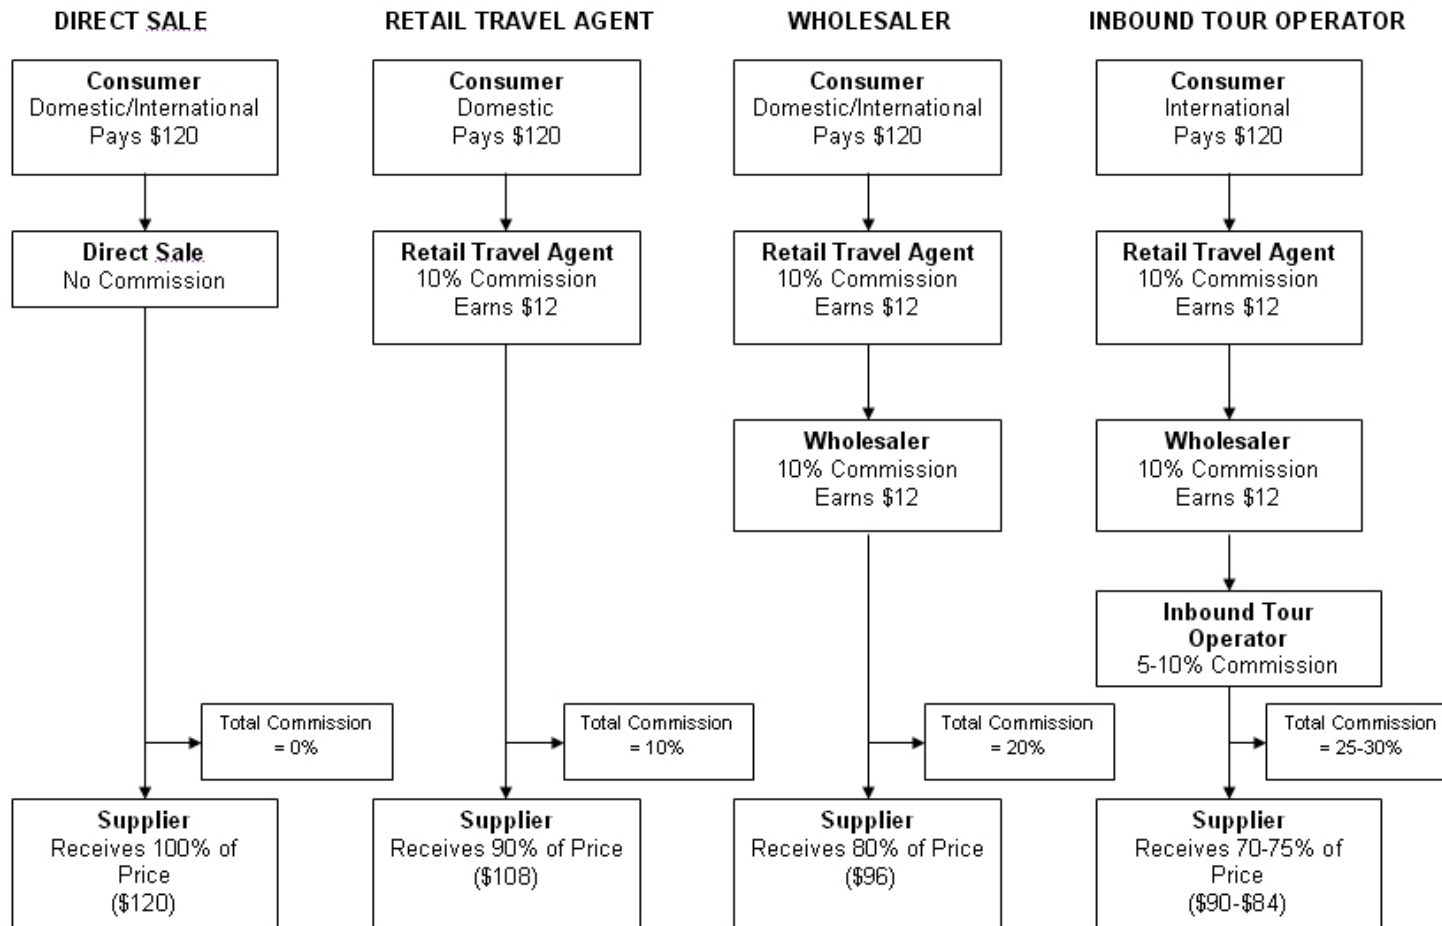 DIRECT SALE
RETAIL TRAVEL AGENT
WHOLESALER
INBOUND TOUR OPERATOR
Consumer
Domestic/International
Pays $120
Consumer
Domestic
Pays $120
Consumer
Domestic/International
Pays $120
Consumer
International
Pays $120
Direct Sale
No Commission
Retail Travel Agent
10% Commission
Earns $12
Retail Travel Agent
10% Commission
Earns $12
Retail Travel Agent
10% Commission
Earns $12
Wholesaler
10% Commission
Earns $12
Wholesaler
10% Commission
Earns $12
Inbound Tour
Operator
5-10% Commission
Total Commission
= 0%
Total Commission
= 10%
Total Commission
= 20%
Total Commission
= 25-30%
Supplier
Receives 100% of
Price
($120)
Supplier
Receives 90% of Price
($108)
Supplier
Receives 80% of Price
($96)
Supplier
Receives 70-75% of
Price
($90-$84)